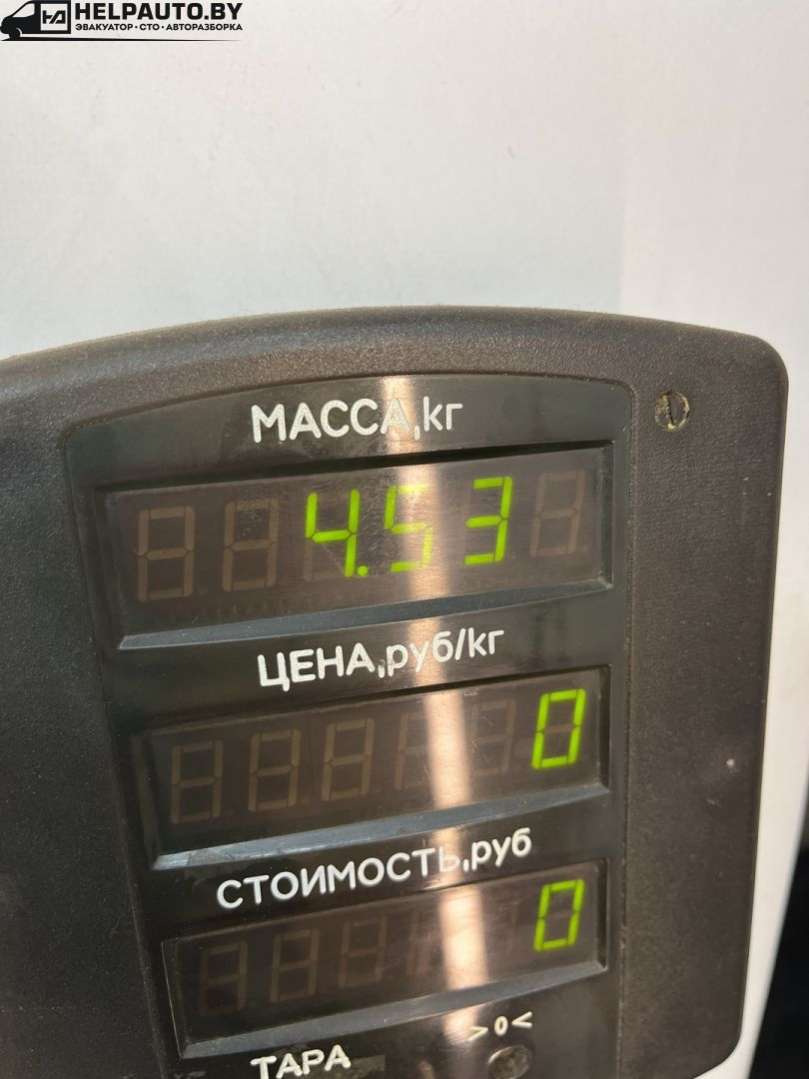 HELPAUTO.BY
ЭВАКУАТОР·СТО·АВТОРАЗБОРКА
МАССА,кг
4.53
ЦЕНА,руб/кг
0
СТОИМОСТЬ,руб
0
>0<
ТАРА